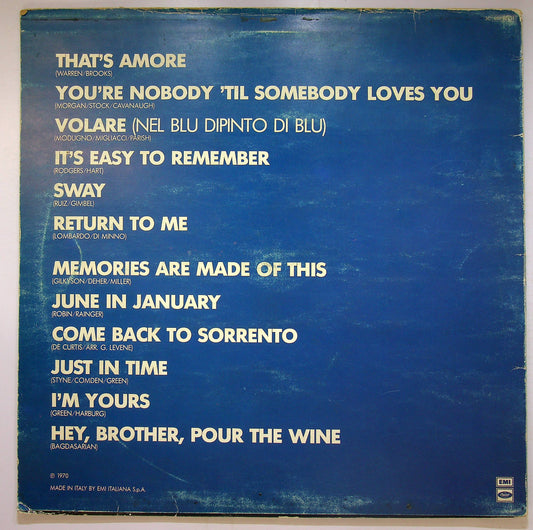 THAT'S AMORE
(WARREN/BROOKS)
YOU'RE NOBODY 'TIL SOMEBODY LOVES YOU
(MORGAN/STOCK/CAVANAUGH)
VOLARE (NEL BLU DIPINTO DI BLU)
(MODUGNO/MIGLIACCI/PARISH)
IT'S EASY TO REMEMBER
(RODGERS/HART)
SWAY
(RUIZ/GIMBEL)
RETURN TO ME
(LOMBARDO/DI MINNO)
MEMORIES ARE MADE OF THIS
(GILKYSON/DEHER/MILLER)
JUNE IN JANUARY
(ROBIN/RAINGER)
COME BACK TO SORRENTO
(DE CURTIS/ARR. G. LEVENE)
JUST IN TIME
(STYNE/COMDEN/GREEN)
I'M YOURS
(GREEN/HARBURG)
HEY, BROTHER, POUR THE WINE
(BAGDASARIAN)
℗ 1970
MADE IN ITALY BY EMI ITALIANA S.p.A.
EMI
Capitol